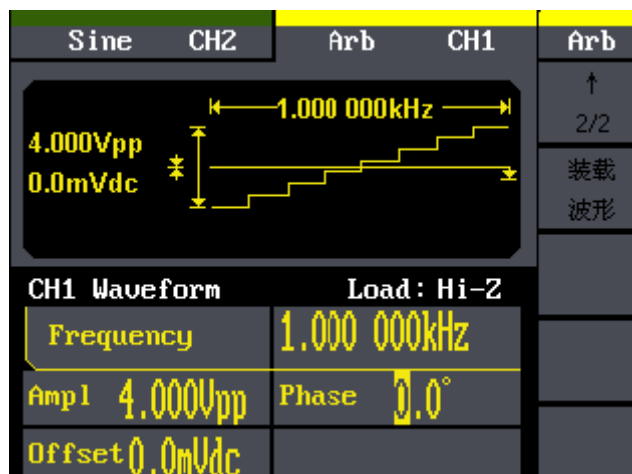 Sine CH2 Arb CH1 Arb
↑
2/2
1.000 000kHz
4.000Vpp
0.0mVdc
装载
波形
CH1 Waveform Load: Hi-Z
Frequency 1.000 000kHz
Ampl 4.000Vpp Phase 0.0°
Offset 0.0mVdc